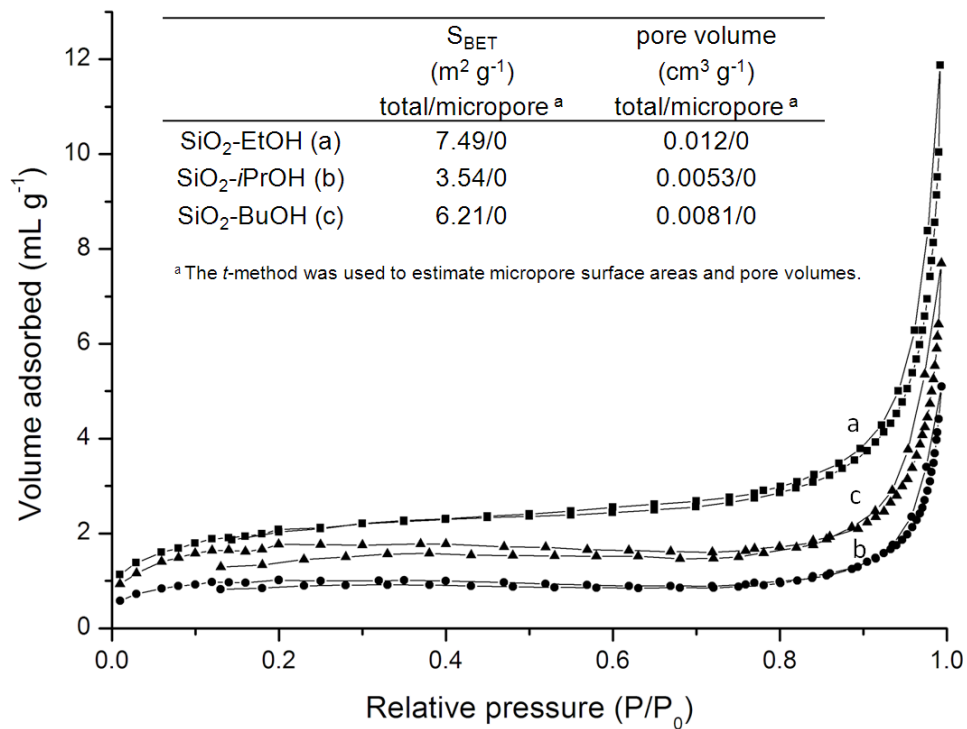 S_BET pore volume
(m² g⁻¹) (cm³ g⁻¹)
total/micropore ᵃ total/micropore ᵃ
SiO₂-EtOH (a) 7.49/0 0.012/0
SiO₂-iPrOH (b) 3.54/0 0.0053/0
SiO₂-BuOH (c) 6.21/0 0.0081/0
ᵃ The t-method was used to estimate micropore surface areas and pore volumes.
Volume adsorbed (mL g⁻¹)
12
10
8
6
4
2
0
a
c
b
0.0 0.2 0.4 0.6 0.8 1.0
Relative pressure (P/P₀)